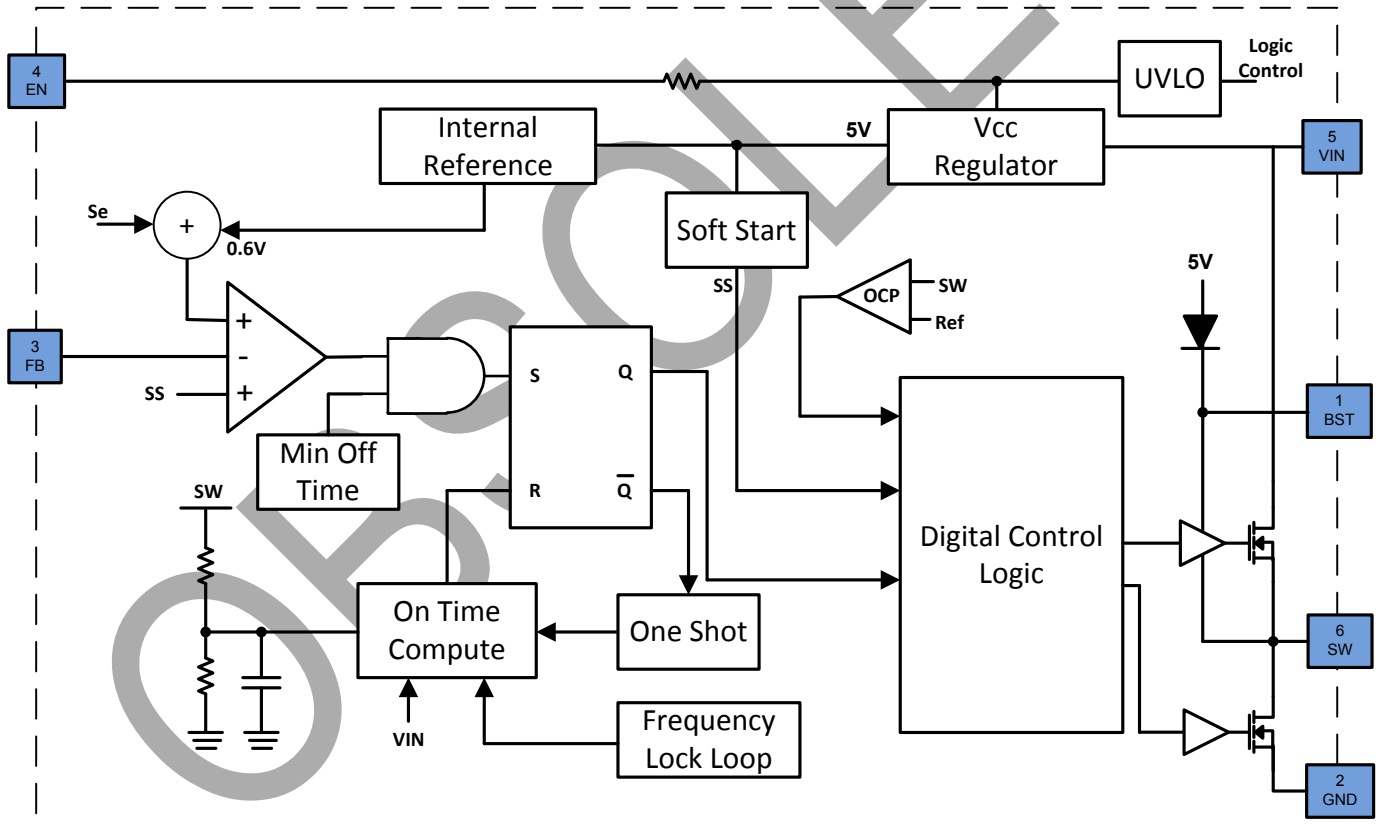 4
EN
UVLO
Logic
Control
Internal
Reference
5V
Vcc
Regulator
5
VIN
Se
+
0.6V
Soft Start
SS
OCP
SW
Ref
5V
3
FB
+
-
+
SS
S
Q
R
Q̅
1
BST
Min Off
Time
SW
Digital Control
Logic
On Time
Compute
One Shot
6
SW
VIN
Frequency
Lock Loop
2
GND
OBSOLETE